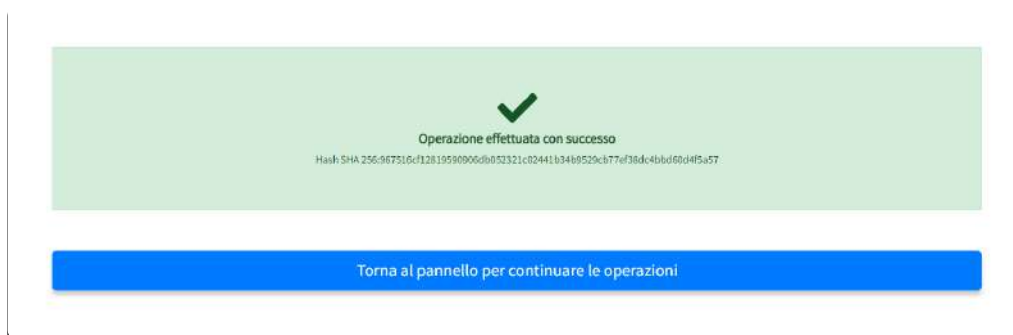 Operazione effettuata con successo
Hash SHA 256:
Torna al pannello per continuare le operazioni